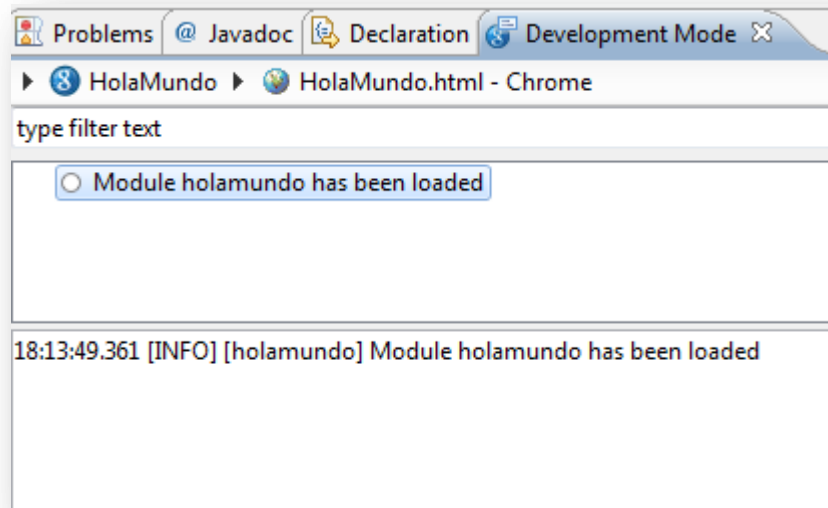 Problems @ Javadoc Declaration Development Mode
HolaMundo HolaMundo.html - Chrome
type filter text
Module holamundo has been loaded
18:13:49.361 [INFO] [holamundo] Module holamundo has been loaded